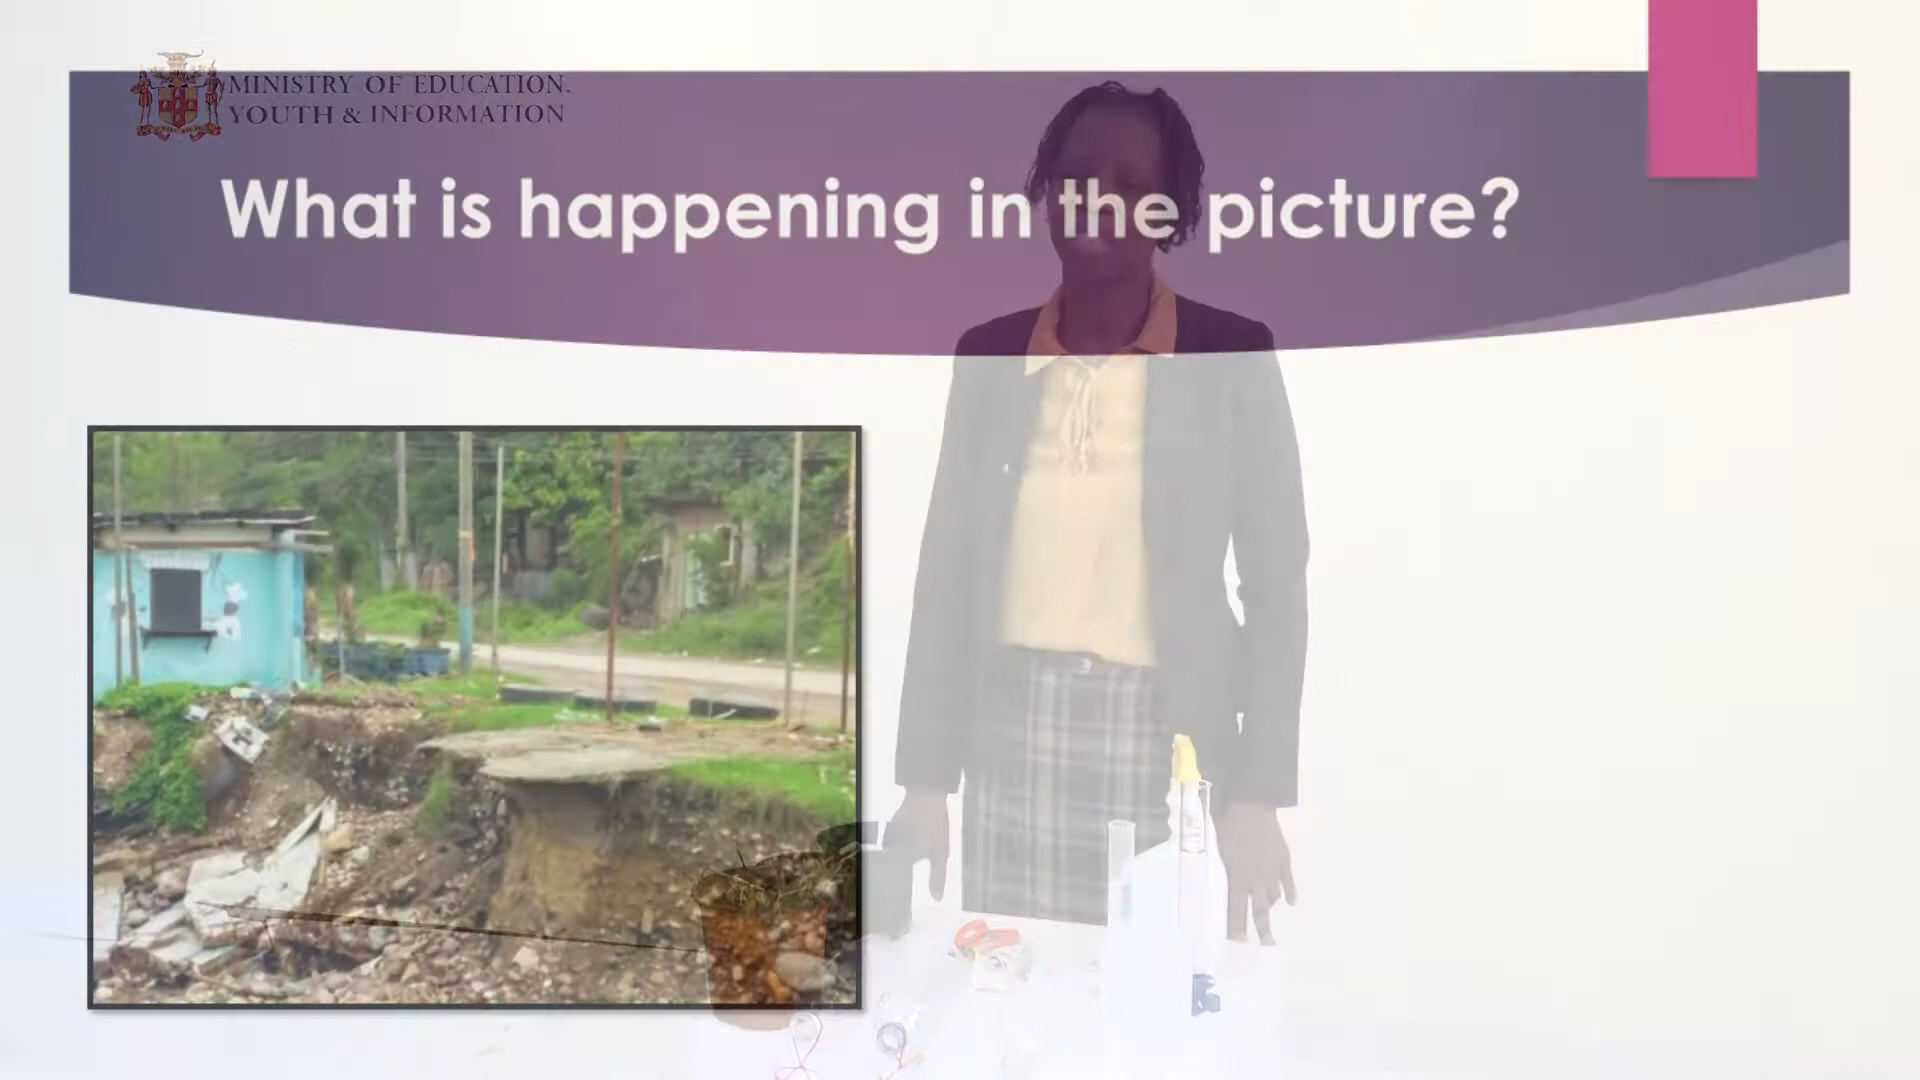 MINISTRY OF EDUCATION,
YOUTH & INFORMATION
What is happening in the picture?